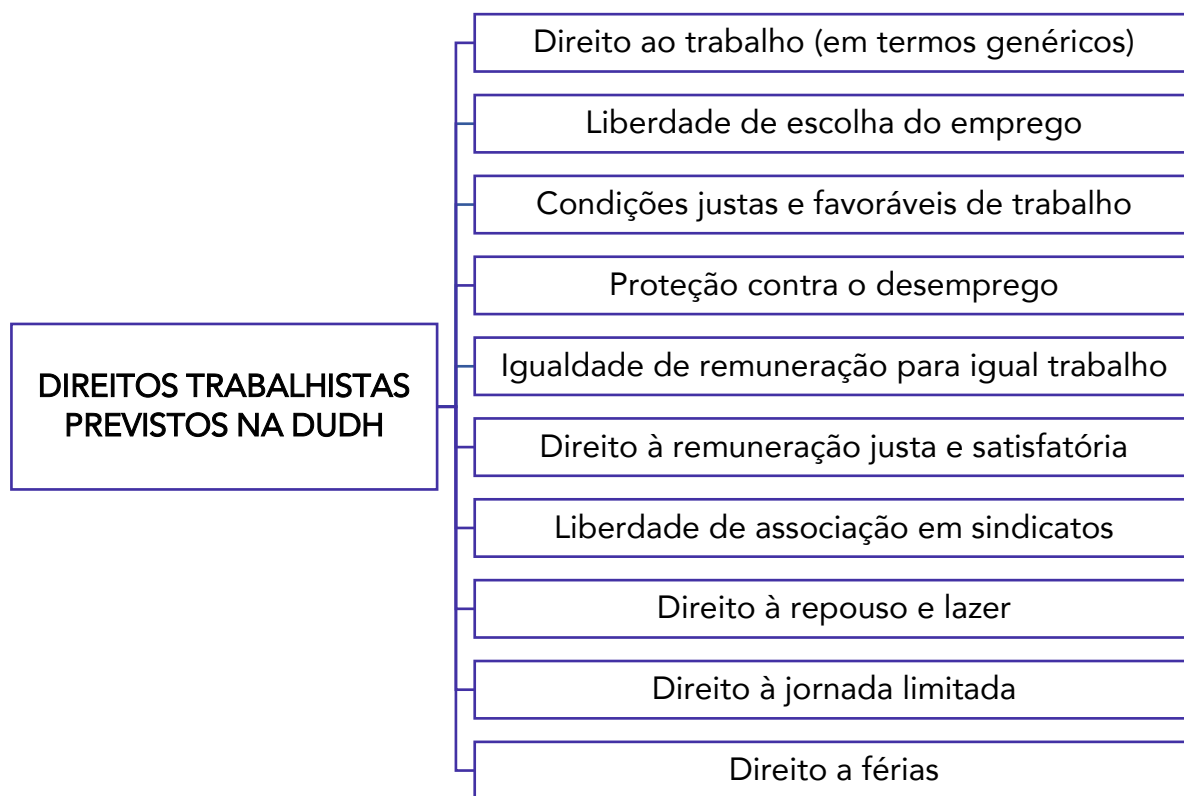 Direito ao trabalho (em termos genéricos)
Liberdade de escolha do emprego
Condições justas e favoráveis de trabalho
Proteção contra o desemprego
Igualdade de remuneração para igual trabalho
DIREITOS TRABALHISTAS
PREVISTOS NA DUDH
Direito à remuneração justa e satisfatória
Liberdade de associação em sindicatos
Direito à repouso e lazer
Direito à jornada limitada
Direito a férias